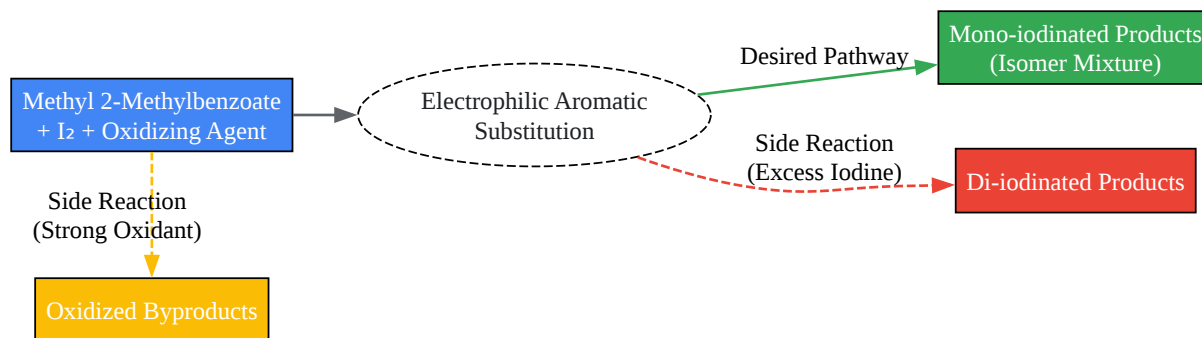 Methyl 2-Methylbenzoate
+ I₂ + Oxidizing Agent
Electrophilic Aromatic
Substitution
Desired Pathway
Mono-iodinated Products
(Isomer Mixture)
Side Reaction
(Excess Iodine)
Di-iodinated Products
Side Reaction
(Strong Oxidant)
Oxidized Byproducts